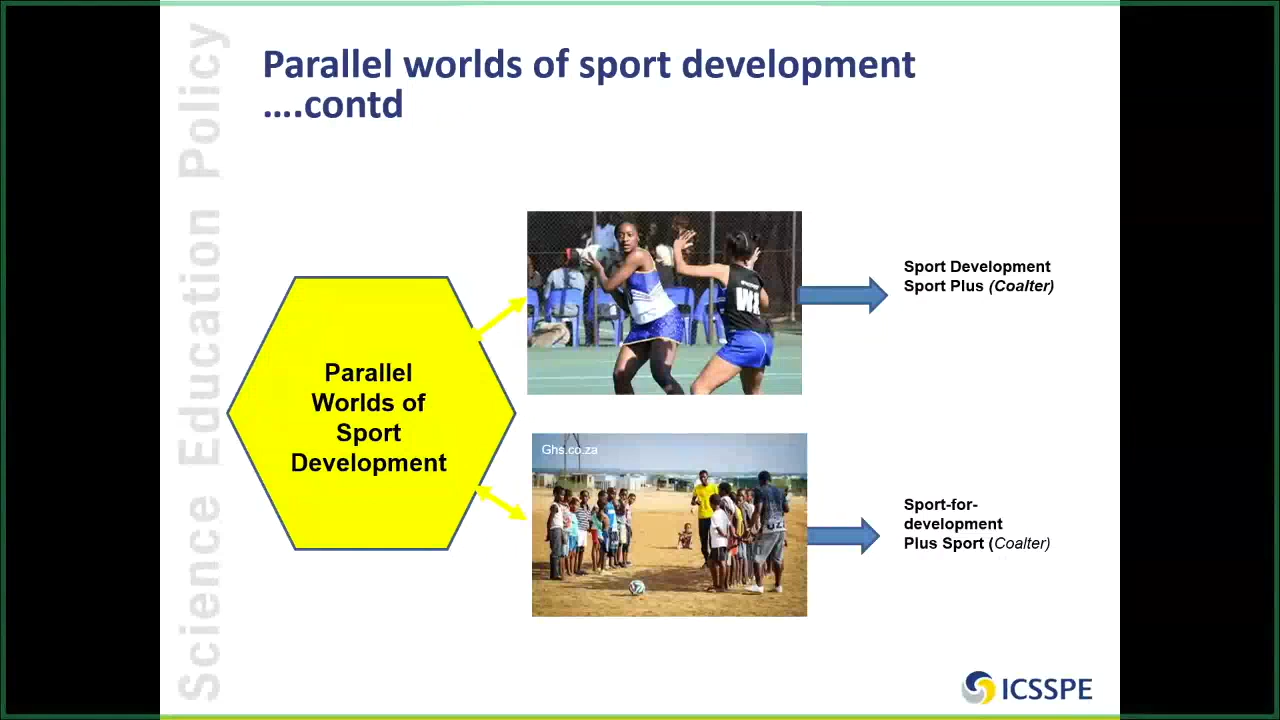 Parallel worlds of sport development
….contd
Science Education Policy
Parallel
Worlds of
Sport
Development
W
Sport Development
Sport Plus (Coalter)
Ghs.co.za
Sport-for-
development
Plus Sport (Coalter)
ICSSPE